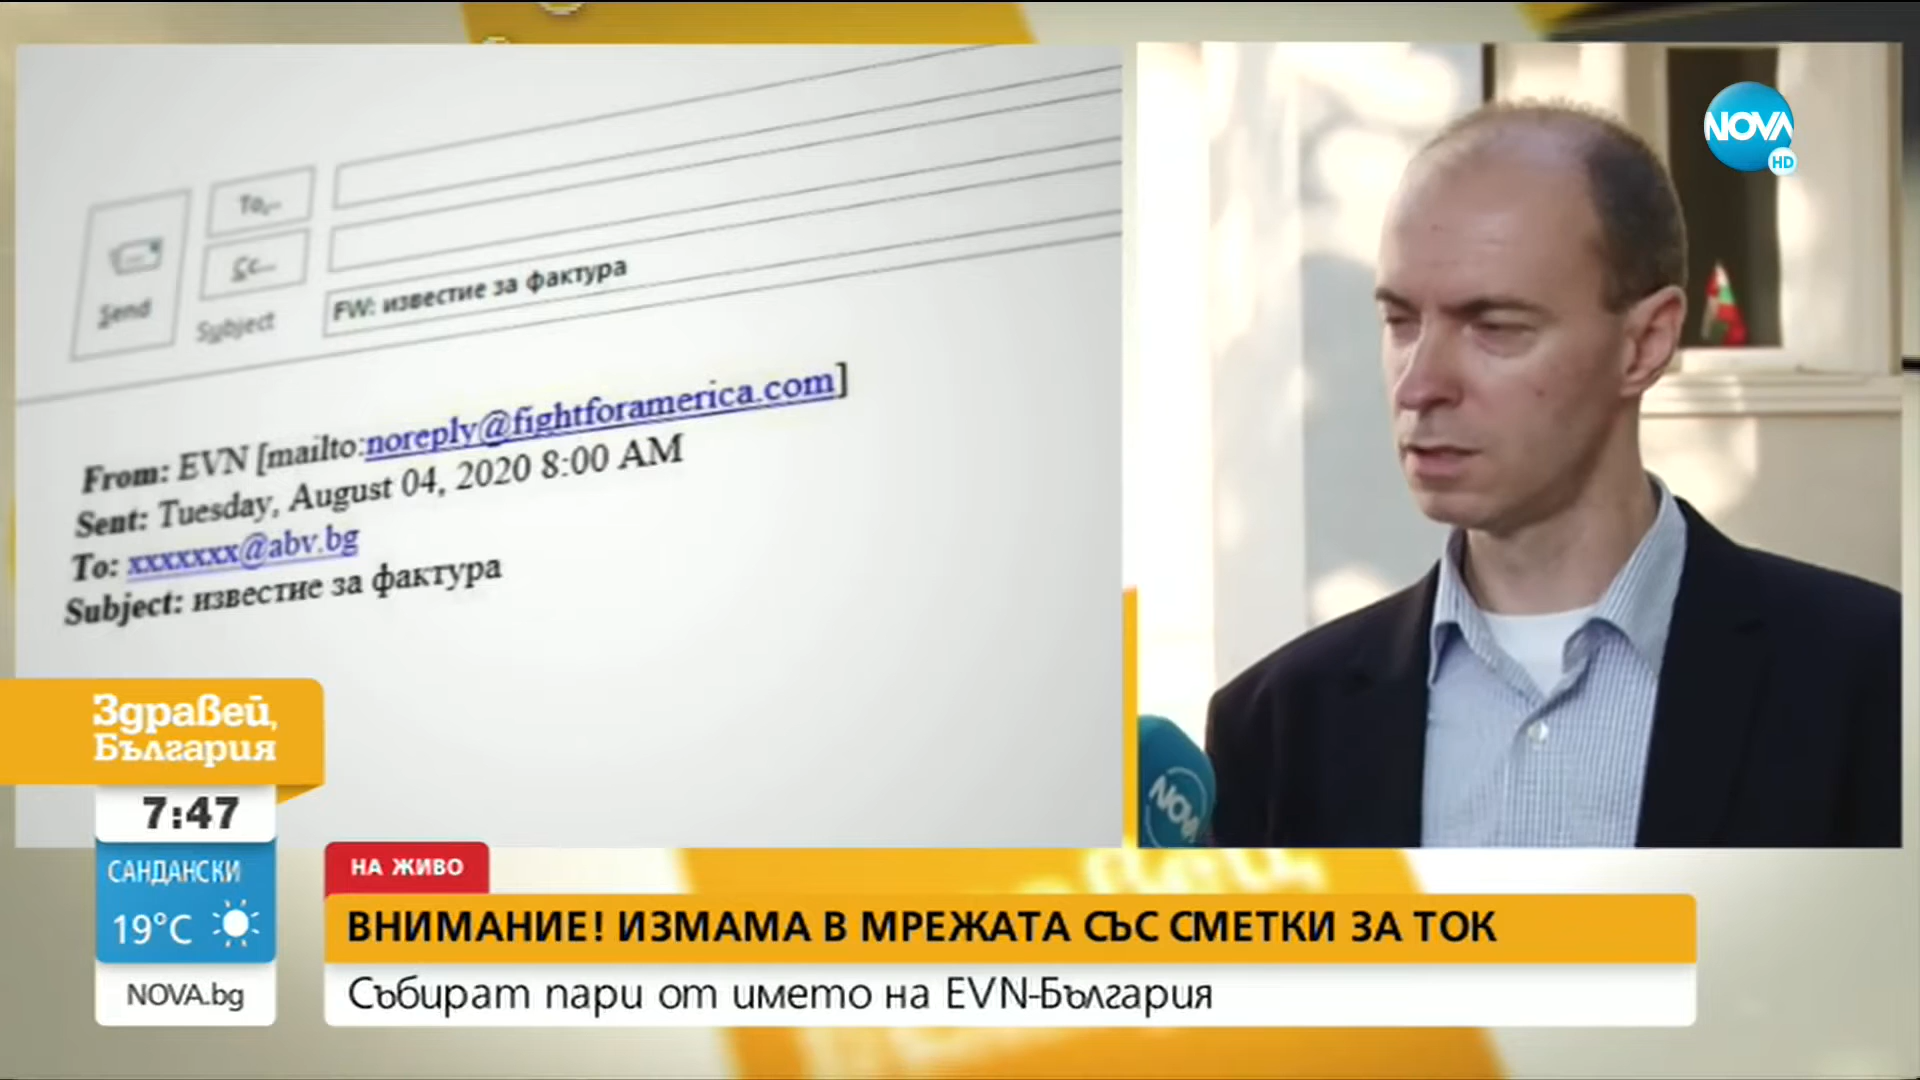 NOVA
HD
Send
To...
Cc...
Subject
FW: известие за фактура
From: EVN [mailto:noreply@fightforamerica.com]
Sent: Tuesday, August 04, 2020 8:00 AM
To: xxxxxxx@abv.bg
Subject: известие за фактура
NOVA
Здравей,
България
7:47
САНДАНСКИ
19°C
NOVA.bg
НА ЖИВО
ВНИМАНИЕ! ИЗМАМА В МРЕЖАТА СЪС СМЕТКИ ЗА ТОК
Събират пари от името на EVN-България